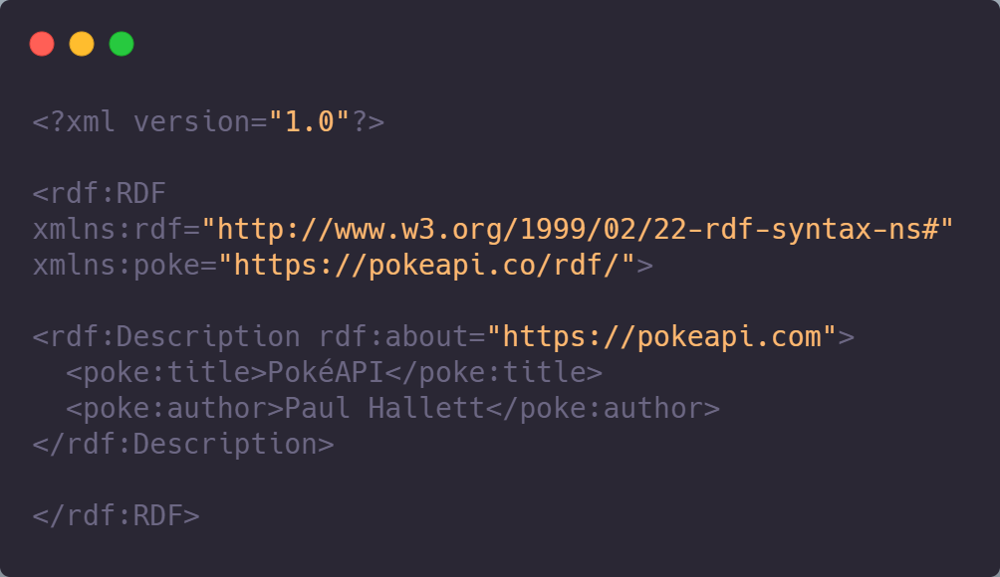 <?xml version="1.0"?>
<rdf:RDF
xmlns:rdf="http://www.w3.org/1999/02/22-rdf-syntax-ns#"
xmlns:poke="https://pokeapi.co/rdf/">
<rdf:Description rdf:about="https://pokeapi.com">
  <poke:title>PokéAPI</poke:title>
  <poke:author>Paul Hallett</poke:author>
</rdf:Description>
</rdf:RDF>